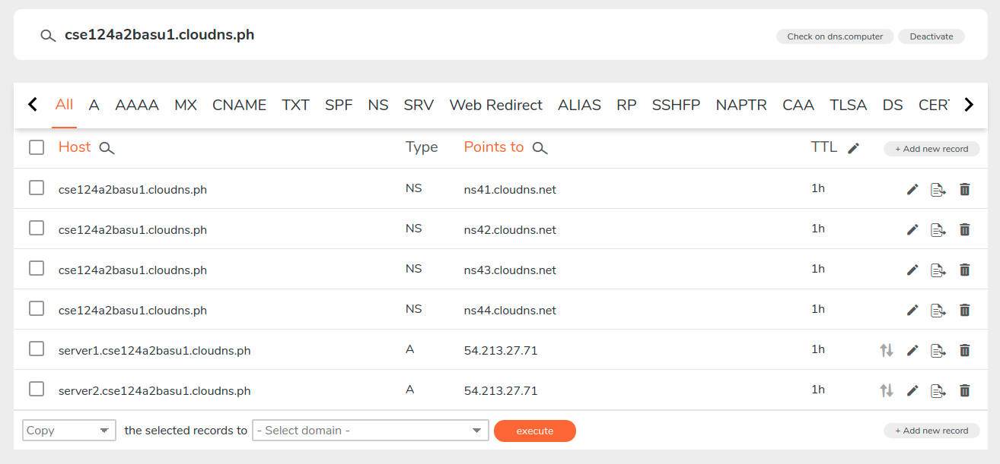 cse124a2basu1.cloudns.ph Check on dns.computer Deactivate
All A AAAA MX CNAME TXT SPF NS SRV Web Redirect ALIAS RP SSHFP NAPTR CAA TLSA DS CERT
Host Type Points to TTL + Add new record
cse124a2basu1.cloudns.ph NS ns41.cloudns.net 1h
cse124a2basu1.cloudns.ph NS ns42.cloudns.net 1h
cse124a2basu1.cloudns.ph NS ns43.cloudns.net 1h
cse124a2basu1.cloudns.ph NS ns44.cloudns.net 1h
server1.cse124a2basu1.cloudns.ph A 54.213.27.71 1h
server2.cse124a2basu1.cloudns.ph A 54.213.27.71 1h
Copy the selected records to - Select domain - execute + Add new record